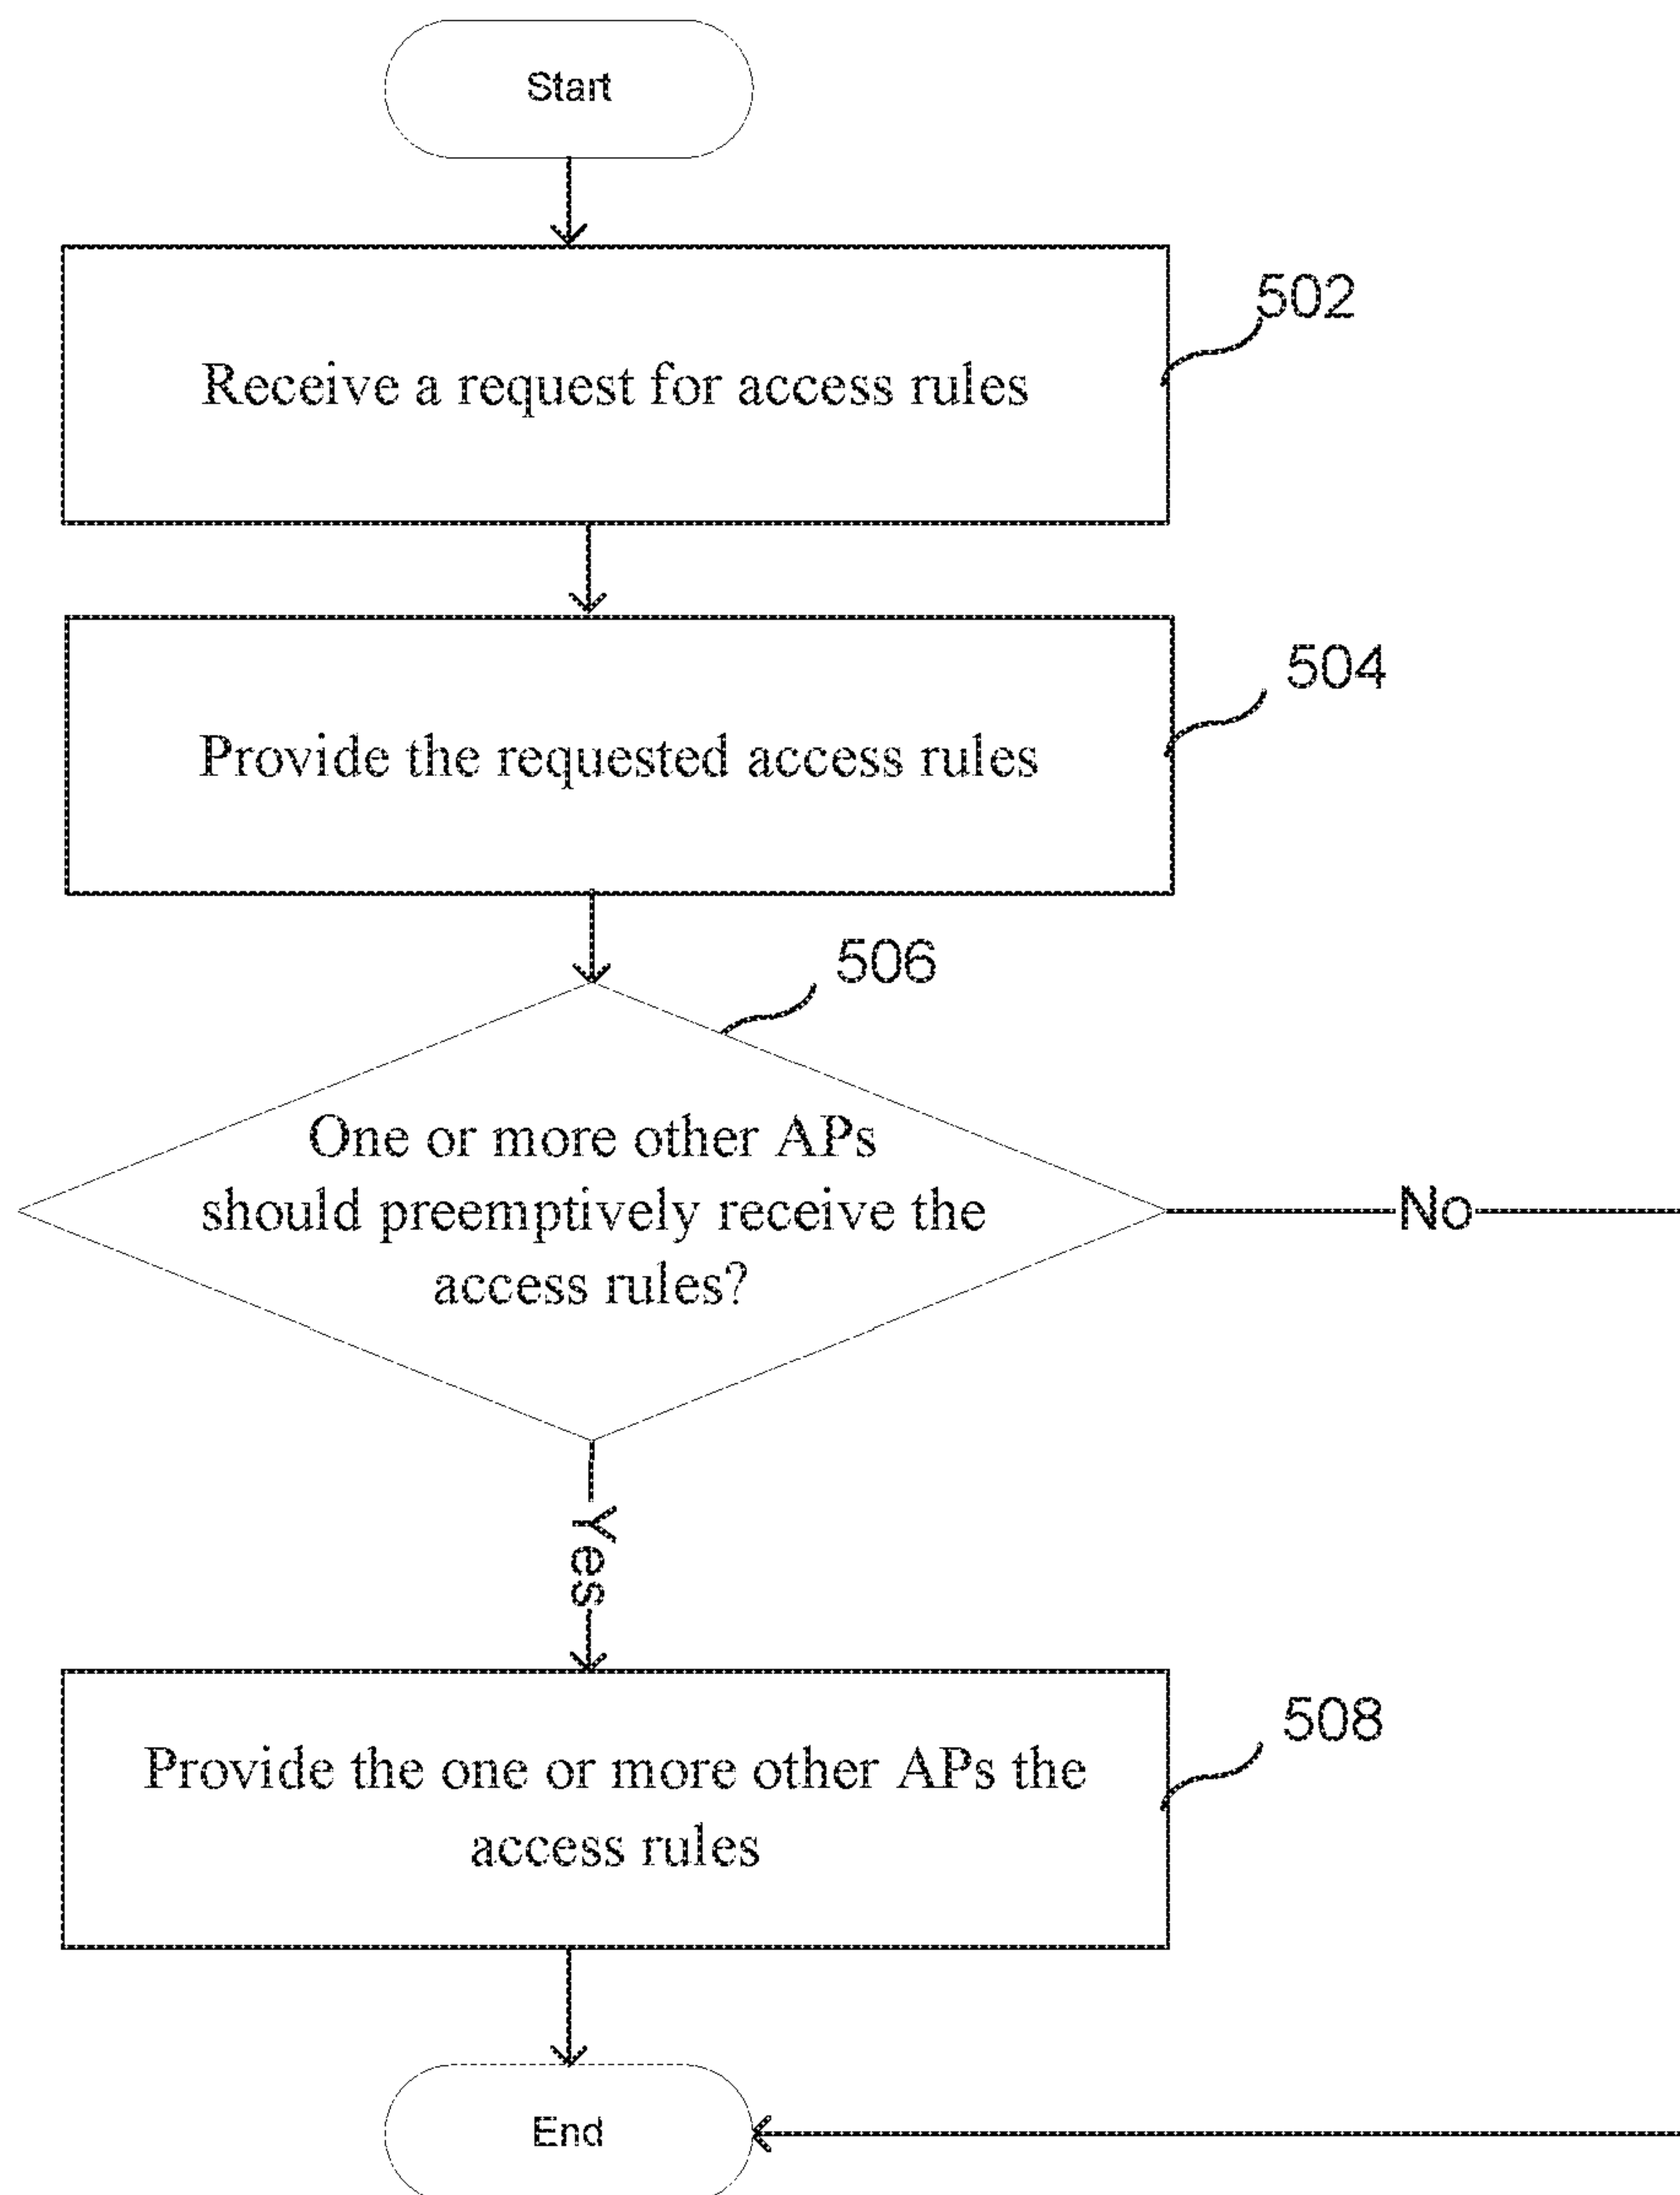 Start
502
Receive a request for access rules
504
Provide the requested access rules
506
One or more other APs
should preemptively receive the
access rules?
No
Yes
508
Provide the one or more other APs the
access rules
End